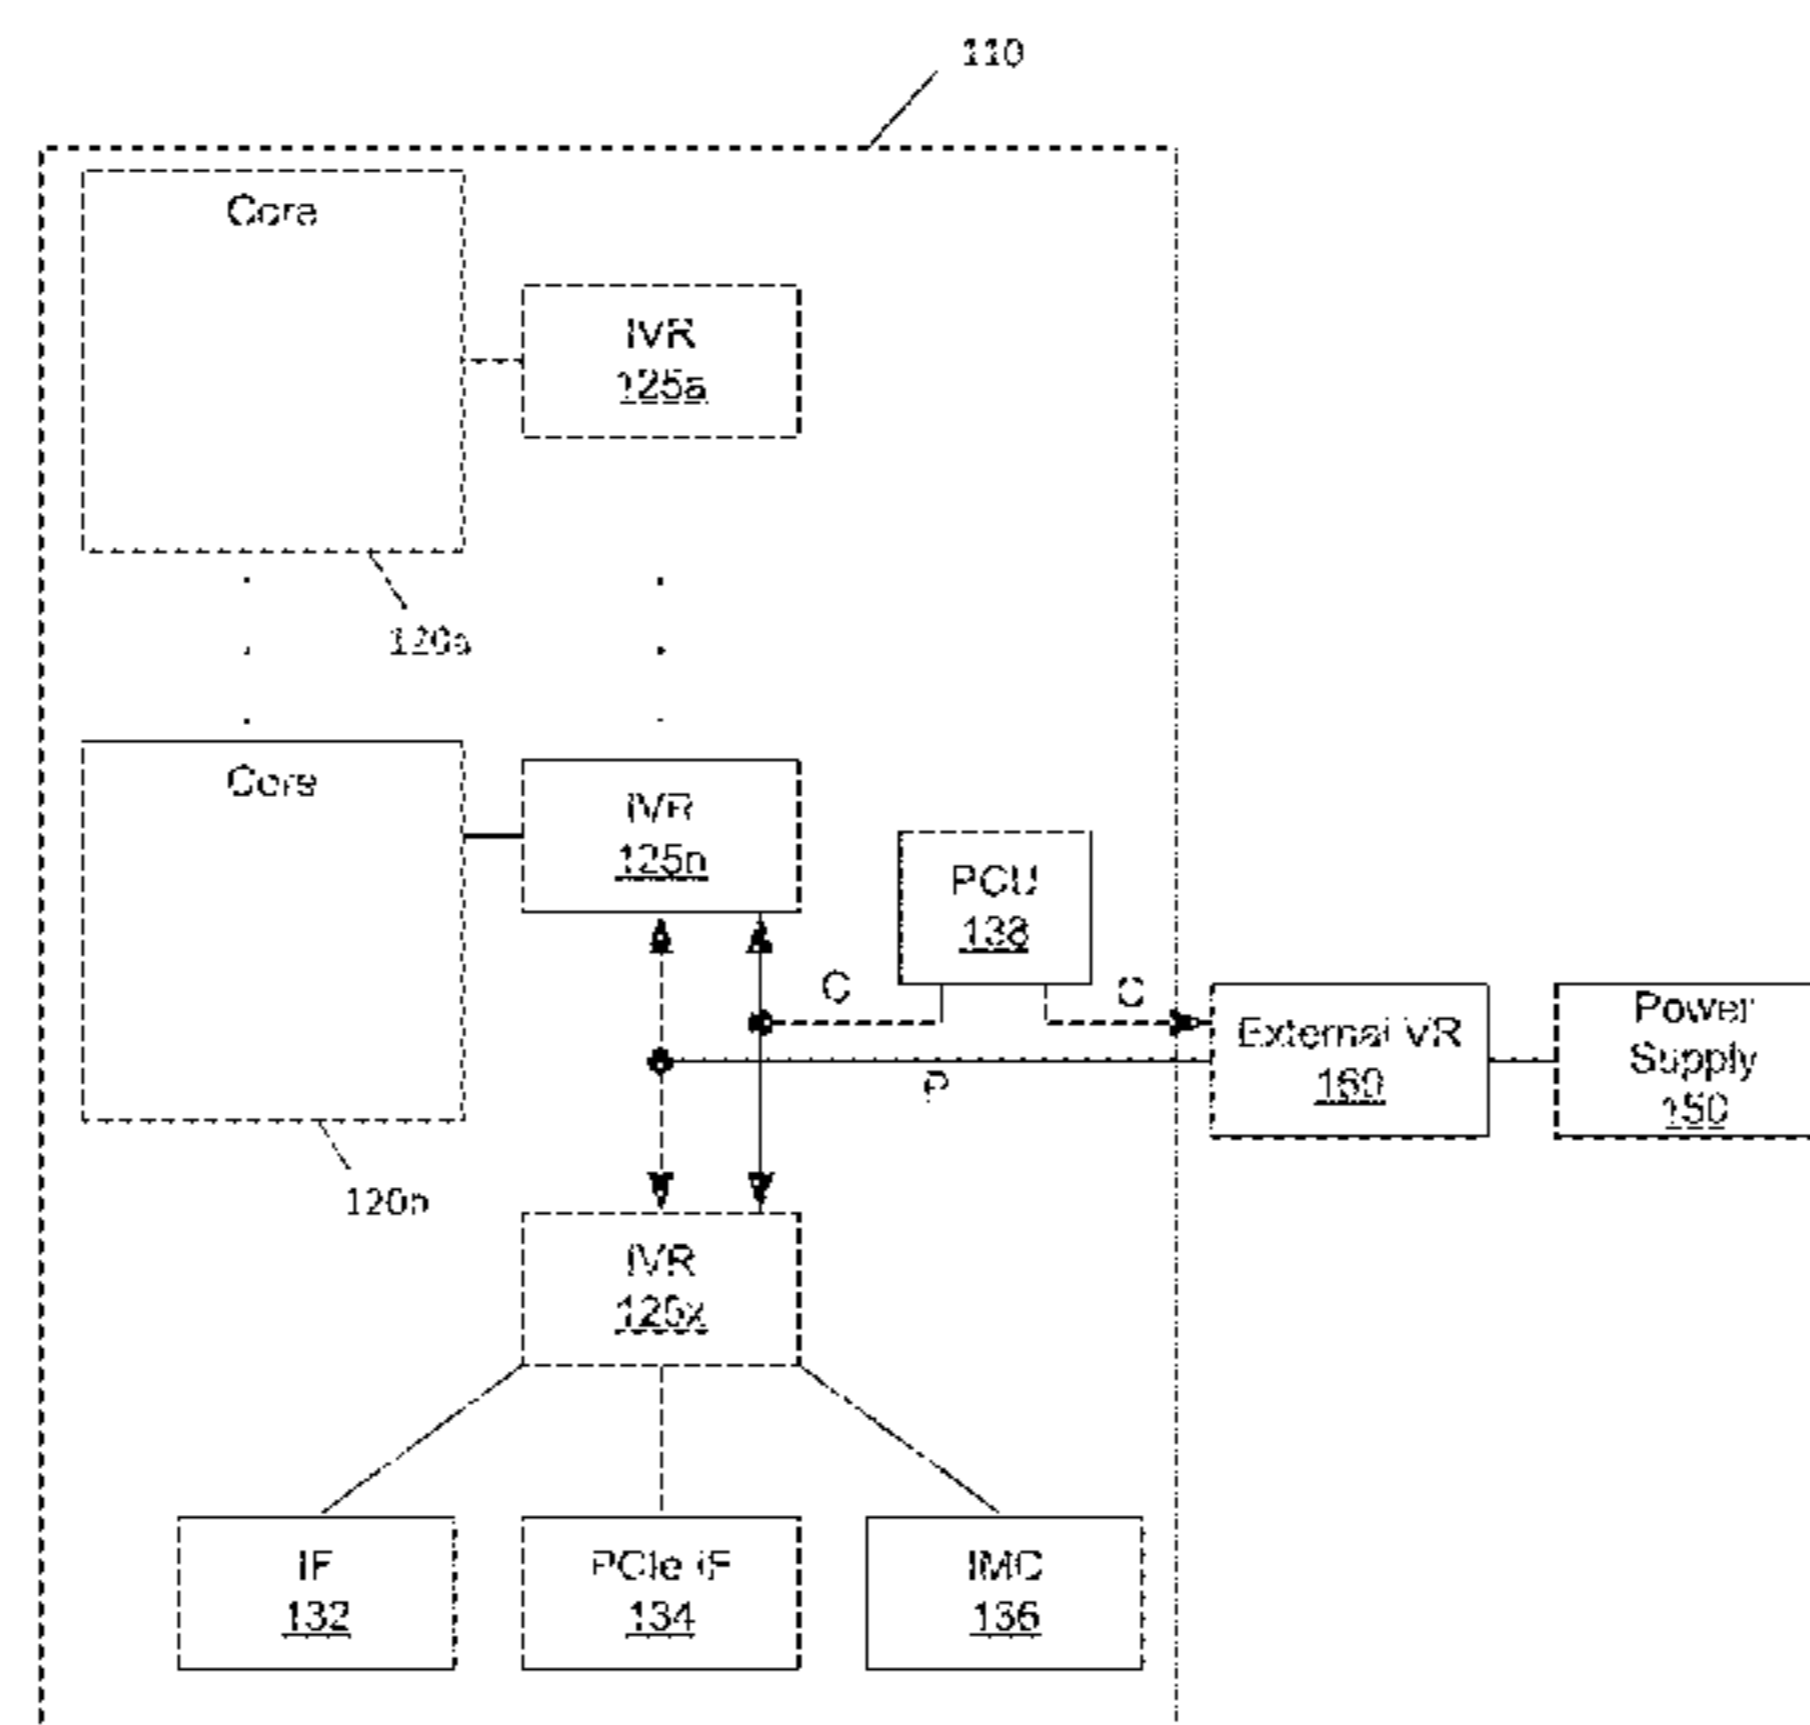 110
Core
IVR
125a
120a
Core
IVR
125n
PCU
138
C
C
External VR
160
Power
Supply
150
P
120n
IVR
125x
IF
132
PCIe IF
134
IMC
136